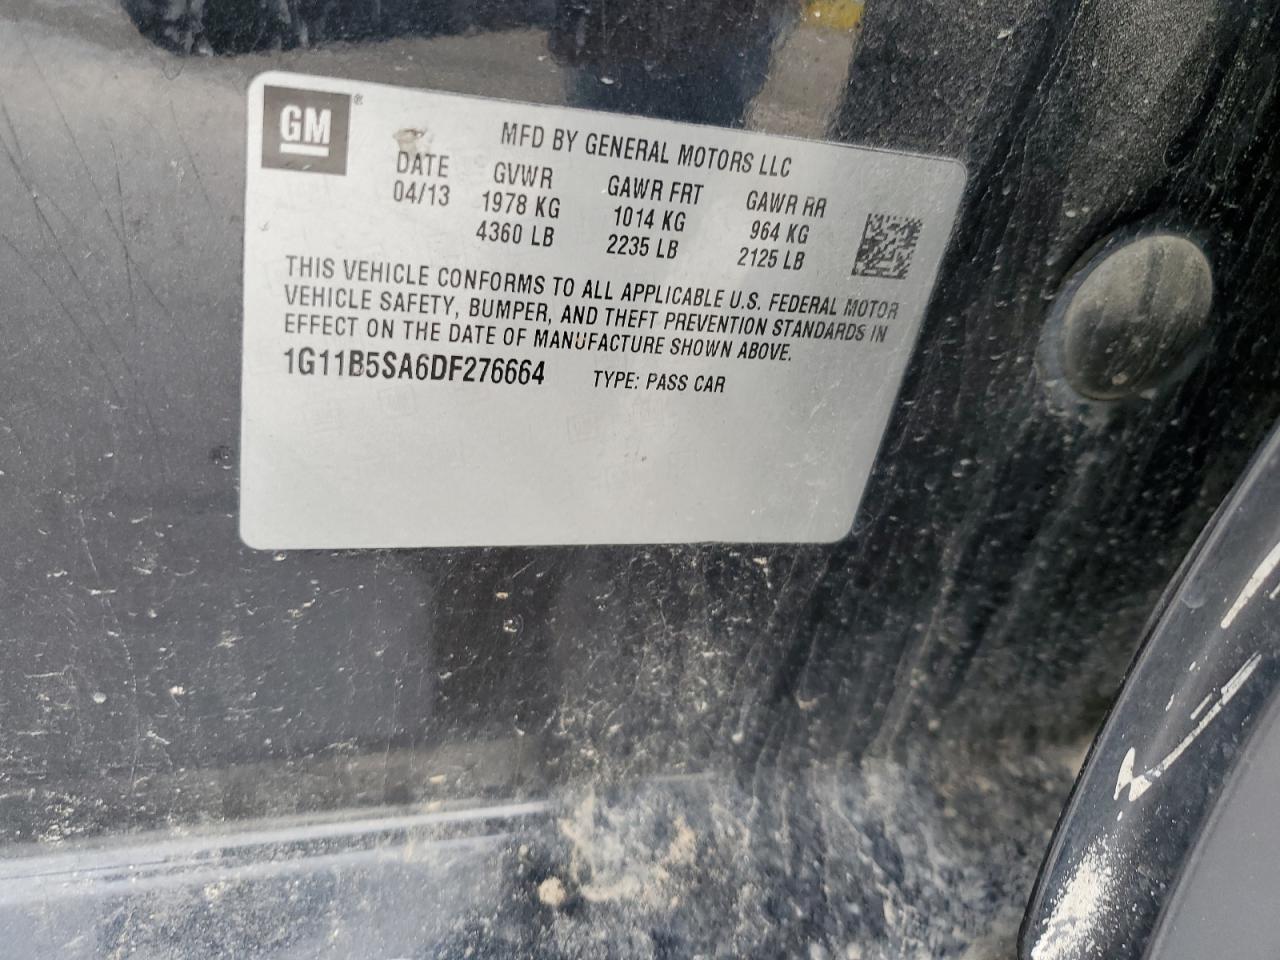 GM®
MFD BY GENERAL MOTORS LLC
DATE GVWR GAWR FRT GAWR RR
04/13 1978 KG 1014 KG 964 KG
4360 LB 2235 LB 2125 LB
THIS VEHICLE CONFORMS TO ALL APPLICABLE U.S. FEDERAL MOTOR
VEHICLE SAFETY, BUMPER, AND THEFT PREVENTION STANDARDS IN
EFFECT ON THE DATE OF MANUFACTURE SHOWN ABOVE.
1G11B5SA6DF276664 TYPE: PASS CAR